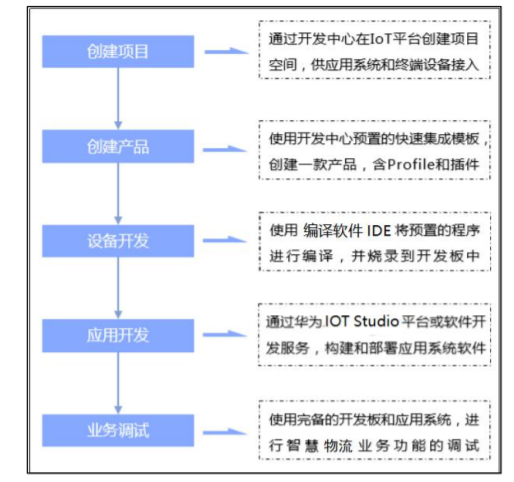 创建项目
通过开发中心在IoT平台创建项目
空间，供应用系统和终端设备接入
创建产品
使用开发中心预置的快速集成模板，
创建一款产品，含Profile和插件
设备开发
使用 编译软件 IDE 将预置的程序
进行编译，并烧录到开发板中
应用开发
通过华为 IOT Studio 平台或软件开
发服务，构建和部署应用系统软件
业务调试
使用完备的开发板和应用系统，进
行智慧 物流 业务功能的调试